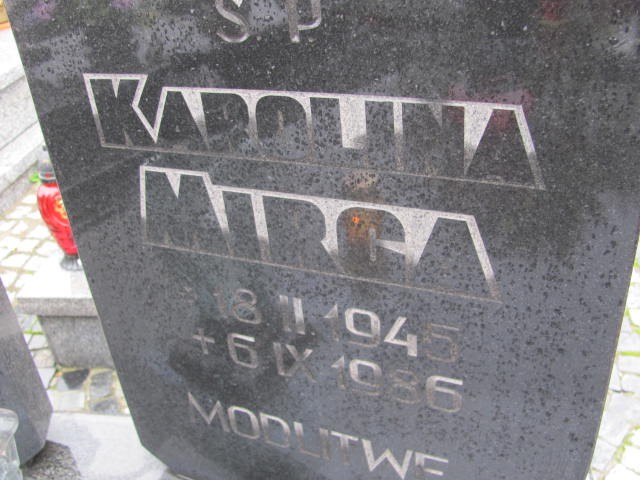 Ś P
KAROLINA
MIRGA
* 18 II 1945
+ 6 IX 1986
MODLITWE